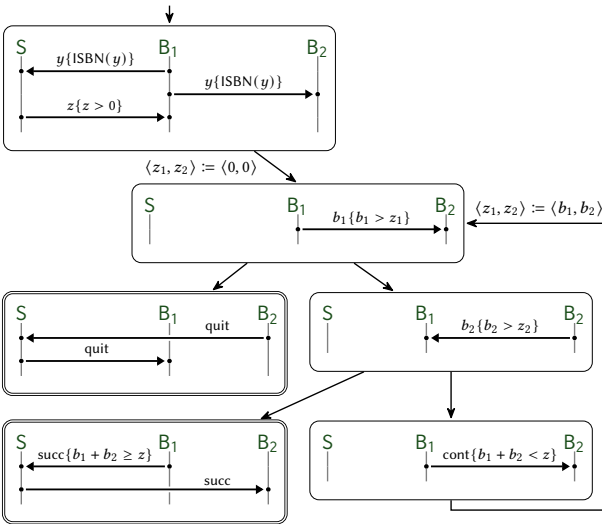 S B₁ B₂
y{ISBN(y)}
y{ISBN(y)}
z{z > 0}
⟨z₁, z₂⟩ := ⟨0, 0⟩
S B₁ B₂
b₁{b₁ > z₁}
⟨z₁, z₂⟩ := ⟨b₁, b₂⟩
S B₁ B₂
quit
quit
S B₁ B₂
b₂{b₂ > z₂}
S B₁ B₂
succ{b₁ + b₂ ≥ z}
succ
S B₁ B₂
cont{b₁ + b₂ < z}